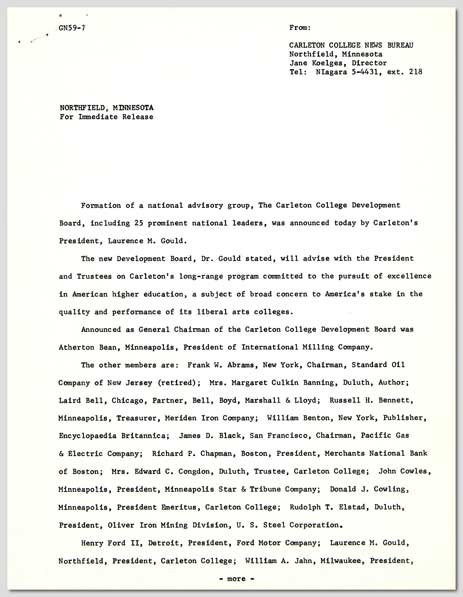 GN59-7
From:
CARLETON COLLEGE NEWS BUREAU
Northfield, Minnesota
Jane Koelges, Director
Tel: NIagara 5-4431, ext. 218
NORTHFIELD, MINNESOTA
For Immediate Release
Formation of a national advisory group, The Carleton College Development
Board, including 25 prominent national leaders, was announced today by Carleton's
President, Laurence M. Gould.
The new Development Board, Dr. Gould stated, will advise with the President
and Trustees on Carleton's long-range program committed to the pursuit of excellence
in American higher education, a subject of broad concern to America's stake in the
quality and performance of its liberal arts colleges.
Announced as General Chairman of the Carleton College Development Board was
Atherton Bean, Minneapolis, President of International Milling Company.
The other members are: Frank W. Abrams, New York, Chairman, Standard Oil
Company of New Jersey (retired); Mrs. Margaret Culkin Banning, Duluth, Author;
Laird Bell, Chicago, Partner, Bell, Boyd, Marshall & Lloyd; Russell H. Bennett,
Minneapolis, Treasurer, Meriden Iron Company; William Benton, New York, Publisher,
Encyclopaedia Britannica; James D. Black, San Francisco, Chairman, Pacific Gas
& Electric Company; Richard P. Chapman, Boston, President, Merchants National Bank
of Boston; Mrs. Edward C. Congdon, Duluth, Trustee, Carleton College; John Cowles,
Minneapolis, President, Minneapolis Star & Tribune Company; Donald J. Cowling,
Minneapolis, President Emeritus, Carleton College; Rudolph T. Elstad, Duluth,
President, Oliver Iron Mining Division, U. S. Steel Corporation.
Henry Ford II, Detroit, President, Ford Motor Company; Laurence M. Gould,
Northfield, President, Carleton College; William A. Jahn, Milwaukee, President,
- more -